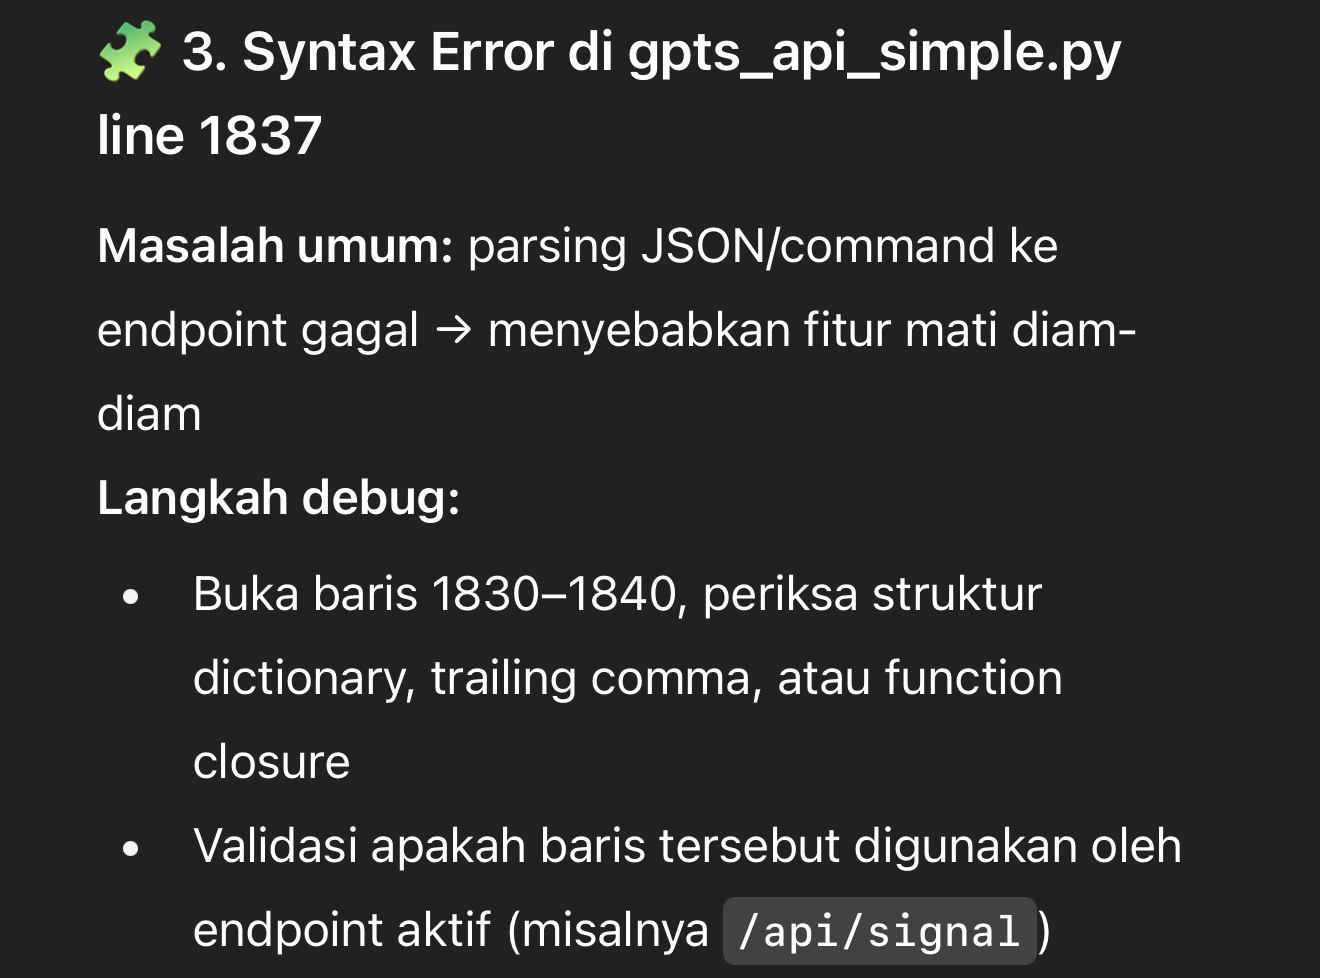 🧩 3. Syntax Error di gpts_api_simple.py
line 1837
Masalah umum: parsing JSON/command ke
endpoint gagal → menyebabkan fitur mati diam-
diam
Langkah debug:
• Buka baris 1830–1840, periksa struktur
dictionary, trailing comma, atau function
closure
• Validasi apakah baris tersebut digunakan oleh
endpoint aktif (misalnya /api/signal)